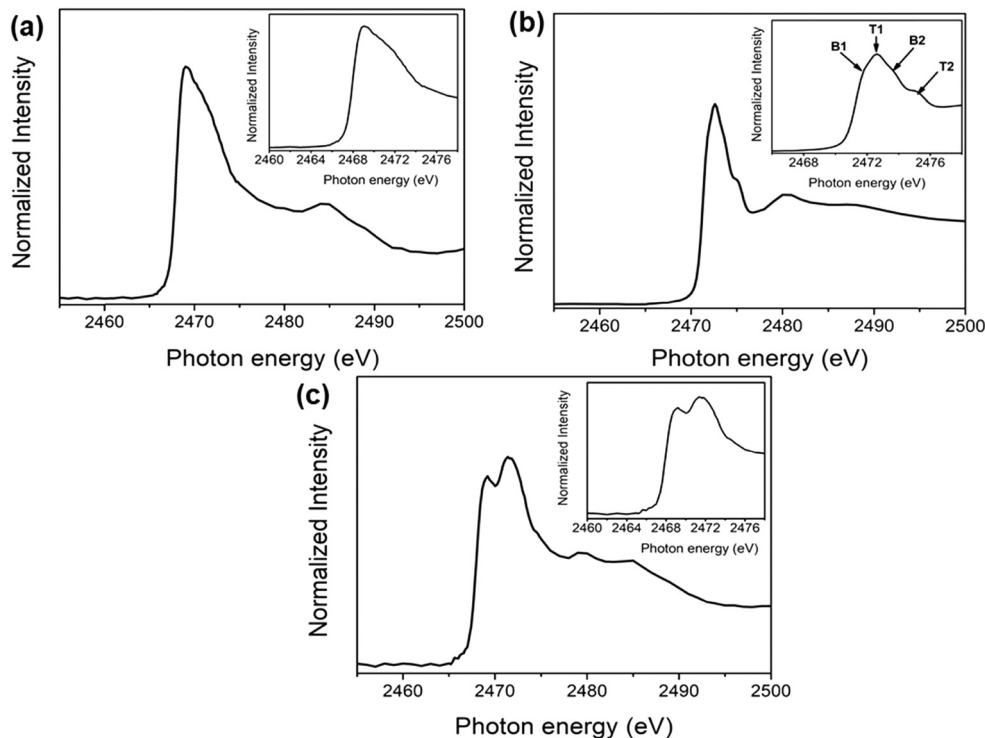 (a)
Normalized Intensity
2460 2470 2480 2490 2500
Photon energy (eV)
Normalized Intensity
2460 2464 2468 2472 2476
Photon energy (eV)
(b)
Normalized Intensity
2460 2470 2480 2490 2500
Photon energy (eV)
Normalized Intensity
B1 T1 B2 T2
2468 2472 2476
Photon energy (eV)
(c)
Normalized Intensity
2460 2470 2480 2490 2500
Photon energy (eV)
Normalized Intensity
2460 2464 2468 2472 2476
Photon energy (eV)